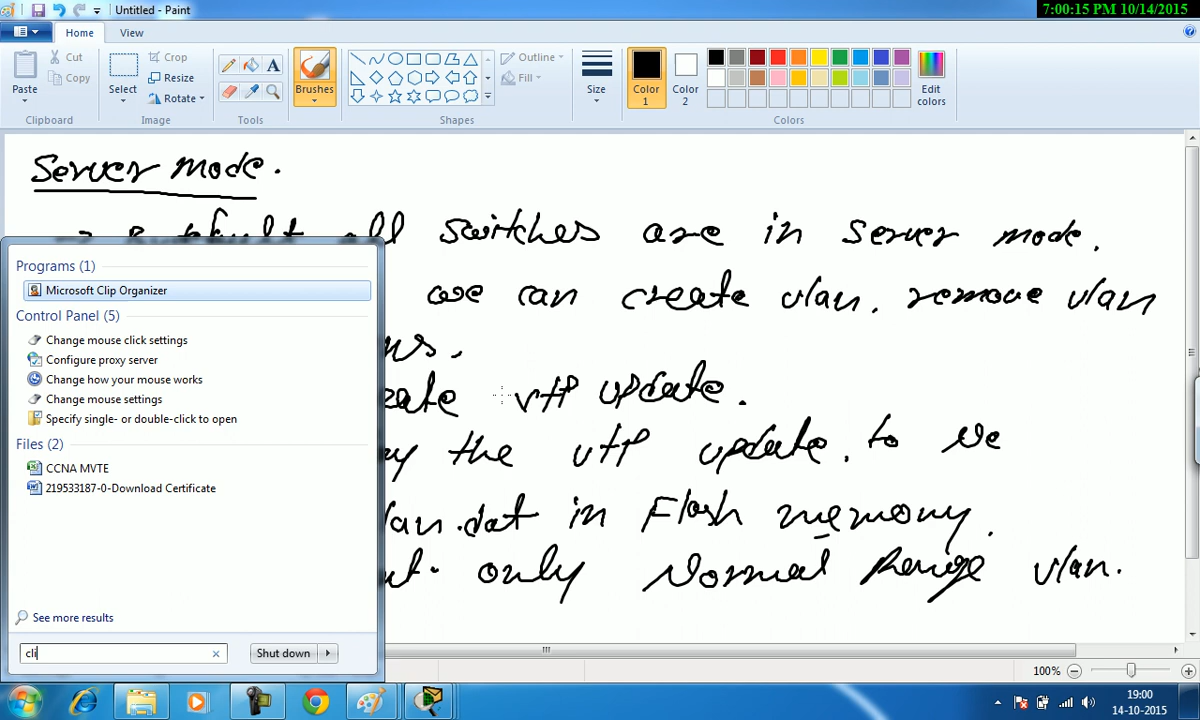 Untitled - Paint
7:00:15 PM 10/14/2015
Home
View
Paste
Cut
Copy
Clipboard
Select
Crop
Resize
Rotate
Image
A
Tools
Brushes
Outline
Fill
Shapes
Size
Color 1
Color 2
Edit colors
Colors
Server mode.
all switches are in server mode.
we can create vlan. remove vlan
vtp update.
the vtp update. to
vlan.dat in Flash memory.
only Normal Range vlan.
Programs (1)
Microsoft Clip Organizer
Control Panel (5)
Change mouse click settings
Configure proxy server
Change how your mouse works
Change mouse settings
Specify single- or double-click to open
Files (2)
CCNA MVTE
219533187-0-Download Certificate
See more results
cli
Shut down
100%
19:00
14-10-2015